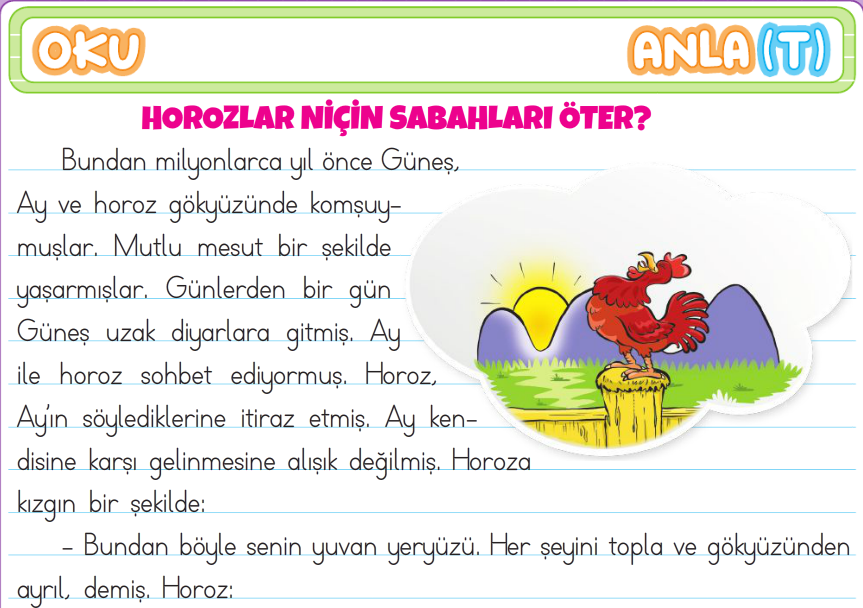 OKU
ANLA(T)
HOROZLAR NİÇİN SABAHLARI ÖTER?
Bundan milyonlarca yıl önce Güneş,
Ay ve horoz gökyüzünde komşuy-
muşlar. Mutlu mesut bir şekilde
yaşarmışlar. Günlerden bir gün
Güneş uzak diyarlara gitmiş. Ay
ile horoz sohbet ediyormuş. Horoz,
Ay'ın söylediklerine itiraz etmiş. Ay ken-
disine karşı gelinmesine alışık değilmiş. Horoza
kızgın bir şekilde:
– Bundan böyle senin yuvan yeryüzü. Her şeyini topla ve gökyüzünden
ayrıl, demiş. Horoz: